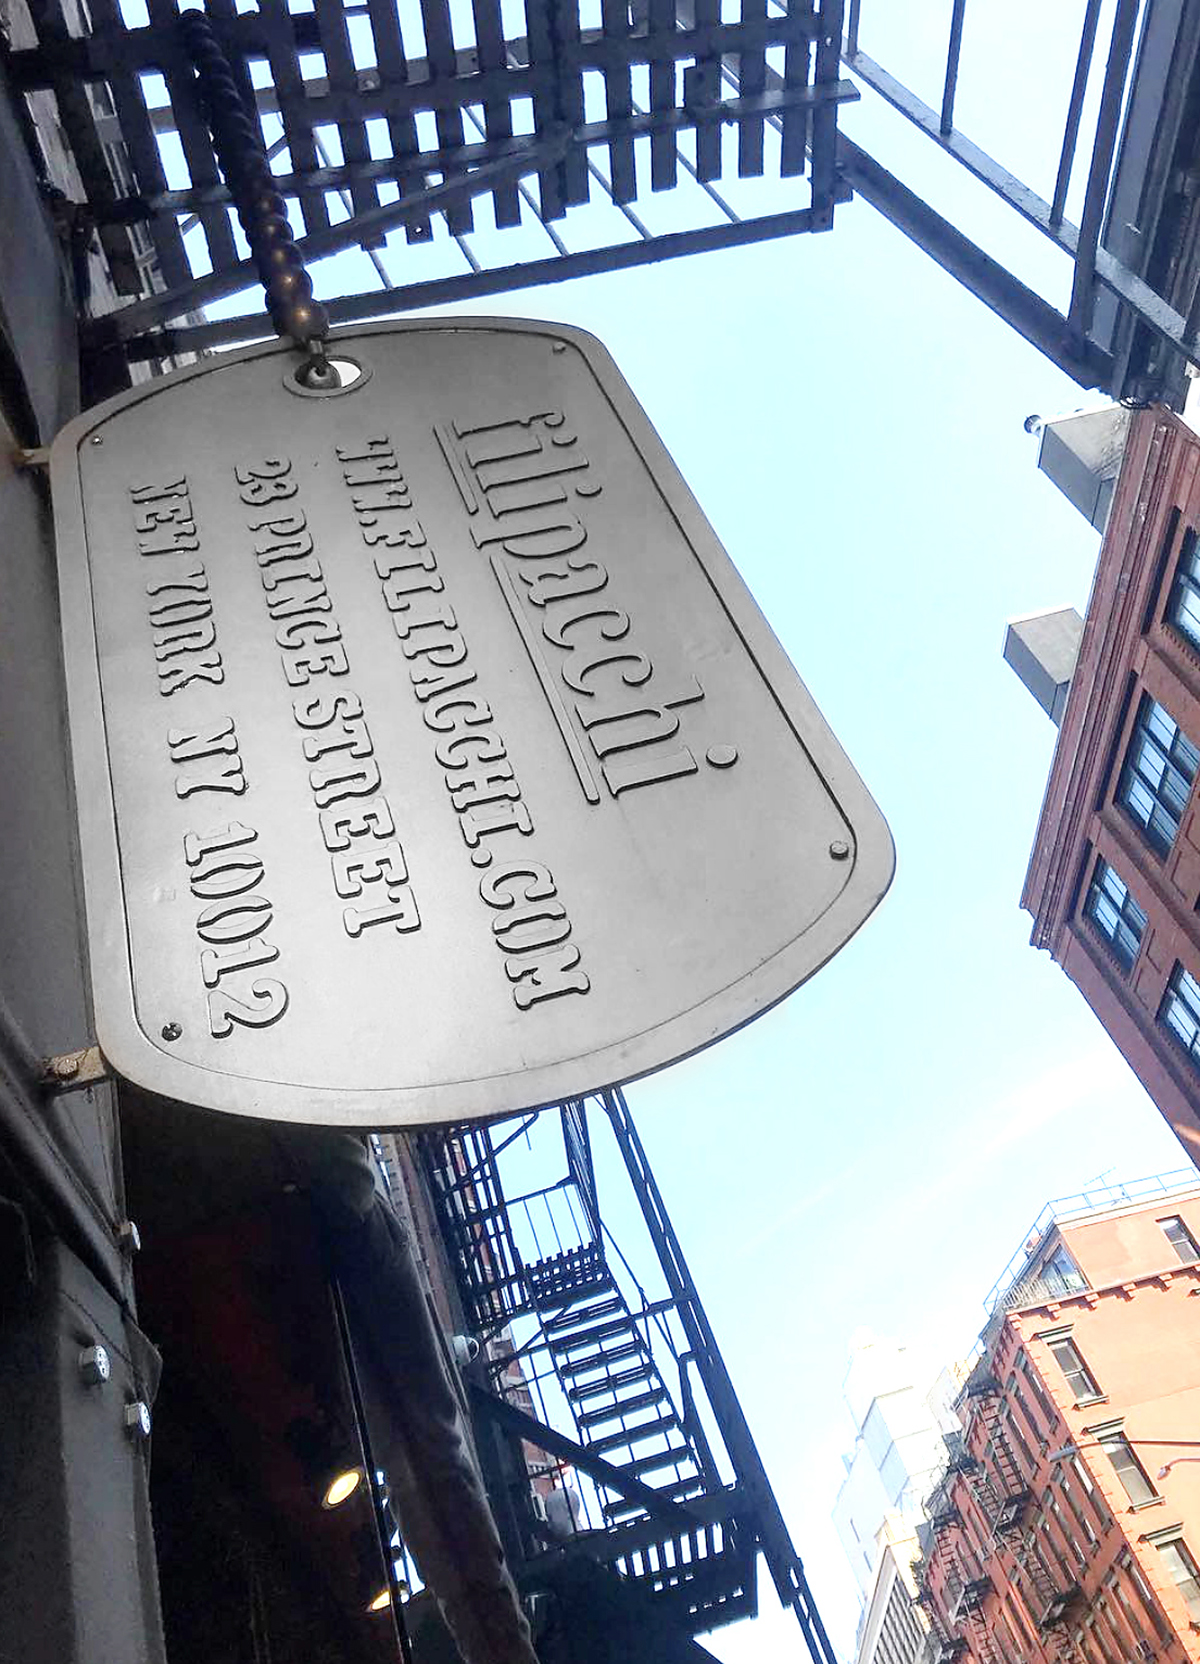 filipacchi
WWW.FILIPACCHI.COM
23 PRINCE STREET
NEW YORK NY 10012